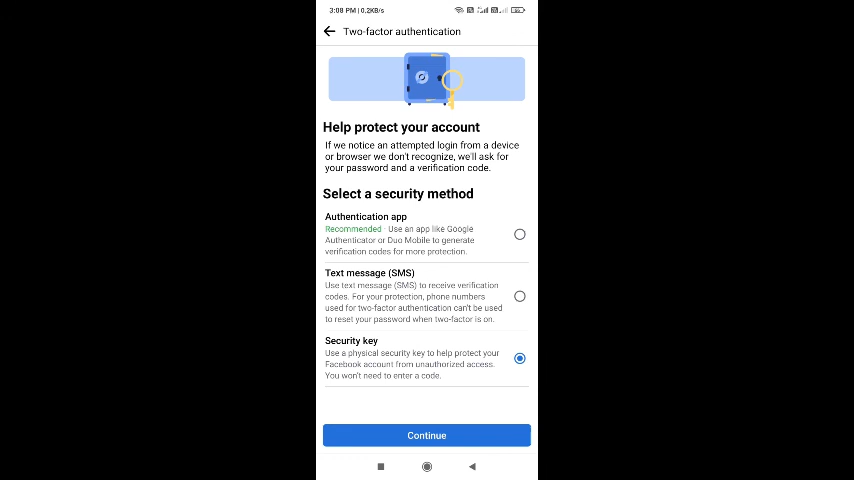 3:08 PM | 0.2KB/s
Two-factor authentication
Help protect your account
If we notice an attempted login from a device
or browser we don't recognize, we'll ask for
your password and a verification code.
Select a security method
Authentication app
Recommended · Use an app like Google
Authenticator or Duo Mobile to generate
verification codes for more protection.
Text message (SMS)
Use text message (SMS) to receive verification
codes. For your protection, phone numbers
used for two-factor authentication can't be used
to reset your password when two-factor is on.
Security key
Use a physical security key to help protect your
Facebook account from unauthorized access.
You won't need to enter a code.
Continue